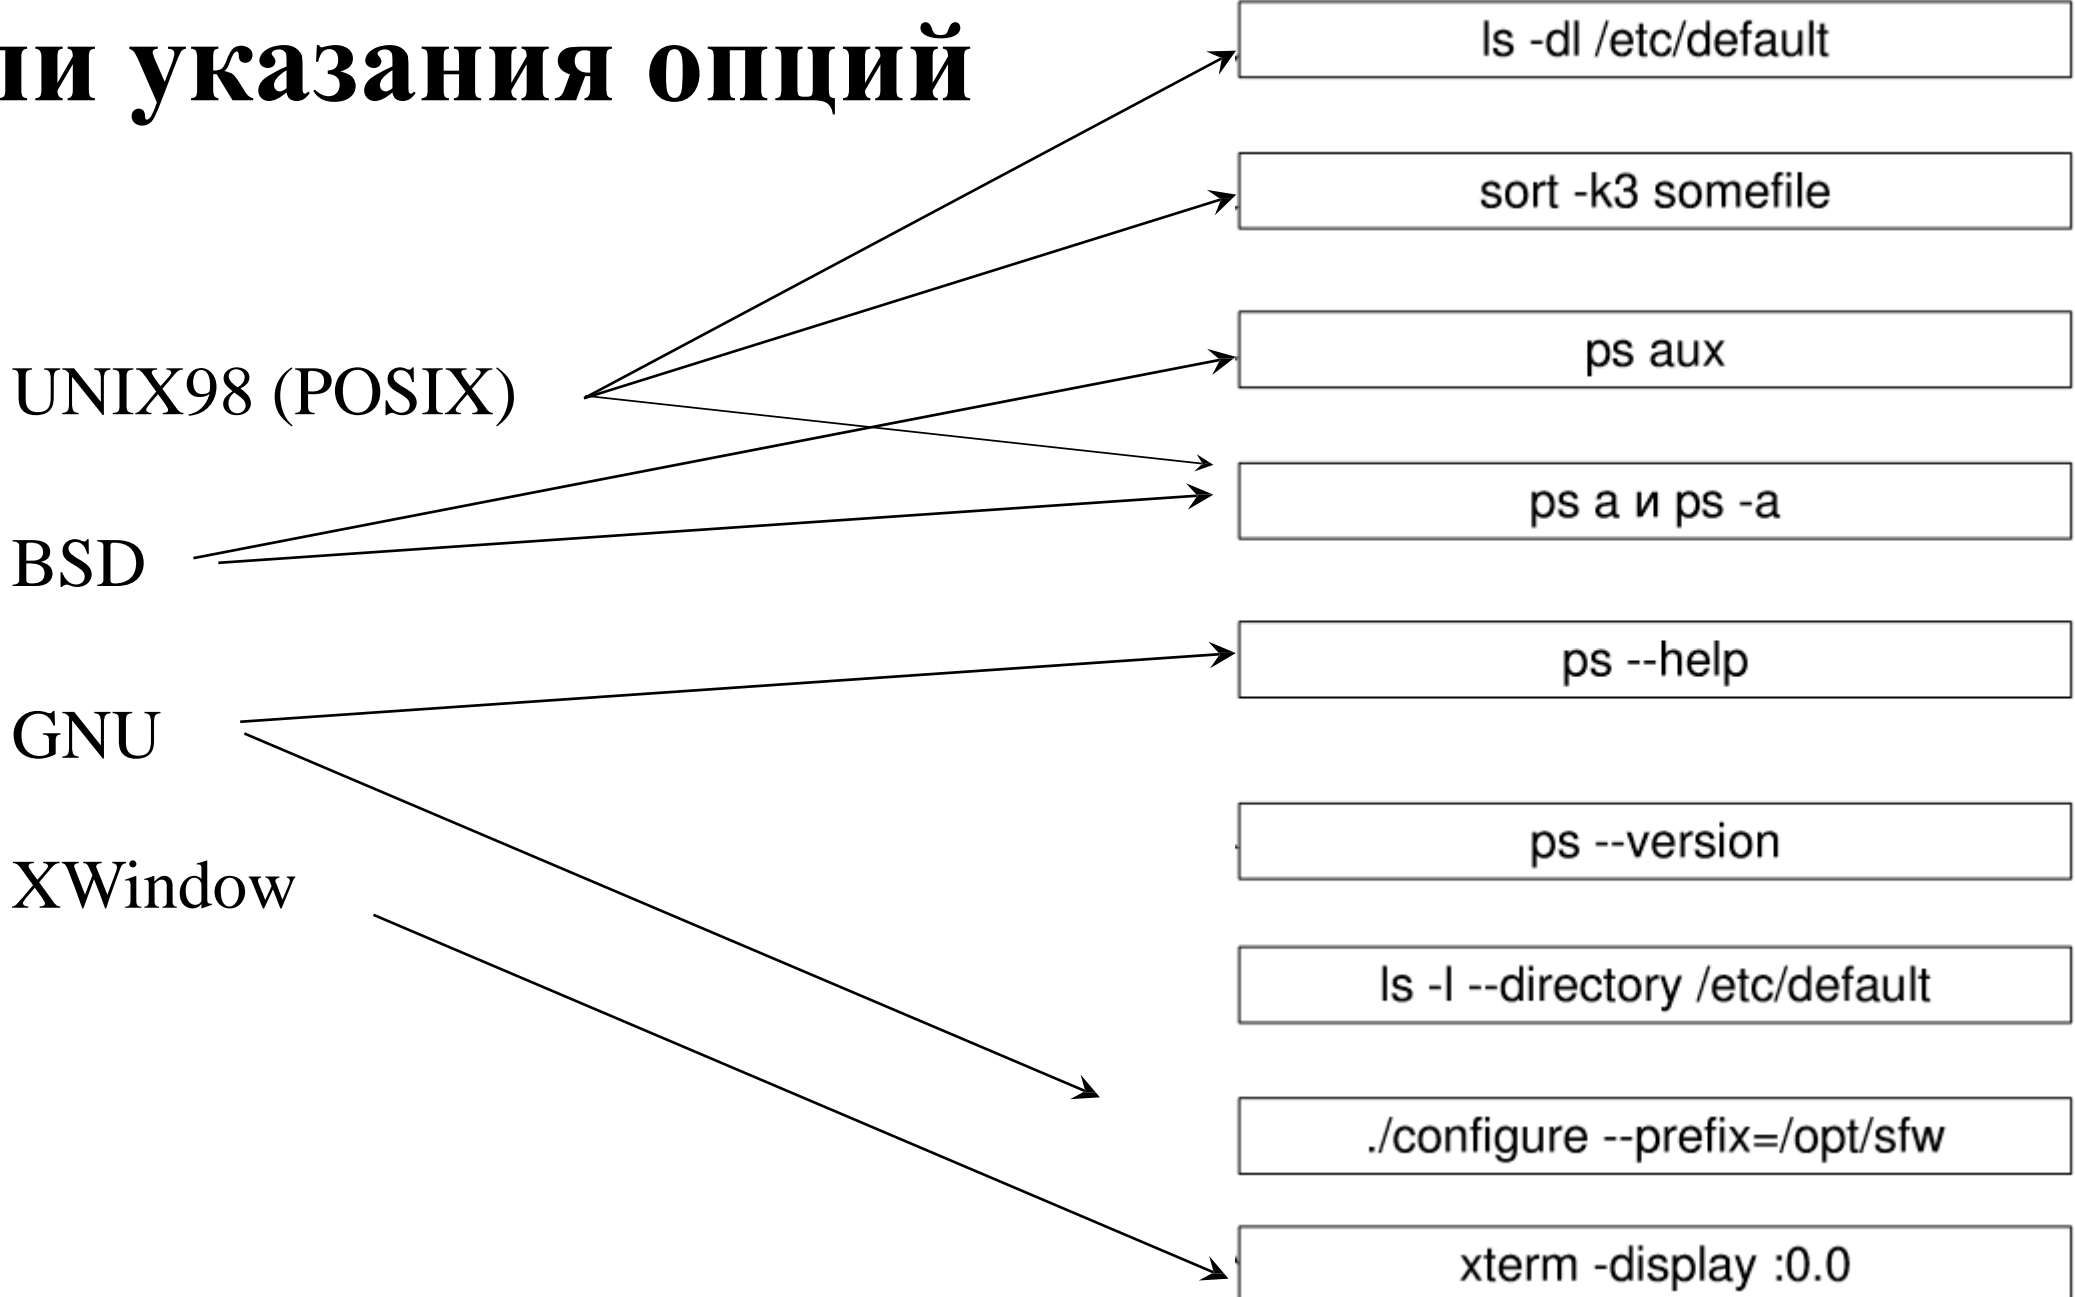 указания опций
UNIX98 (POSIX)
BSD
GNU
XWindow
ls -dl /etc/default
sort -k3 somefile
ps aux
ps a и ps -a
ps --help
ps --version
ls -l --directory /etc/default
./configure --prefix=/opt/sfw
xterm -display :0.0